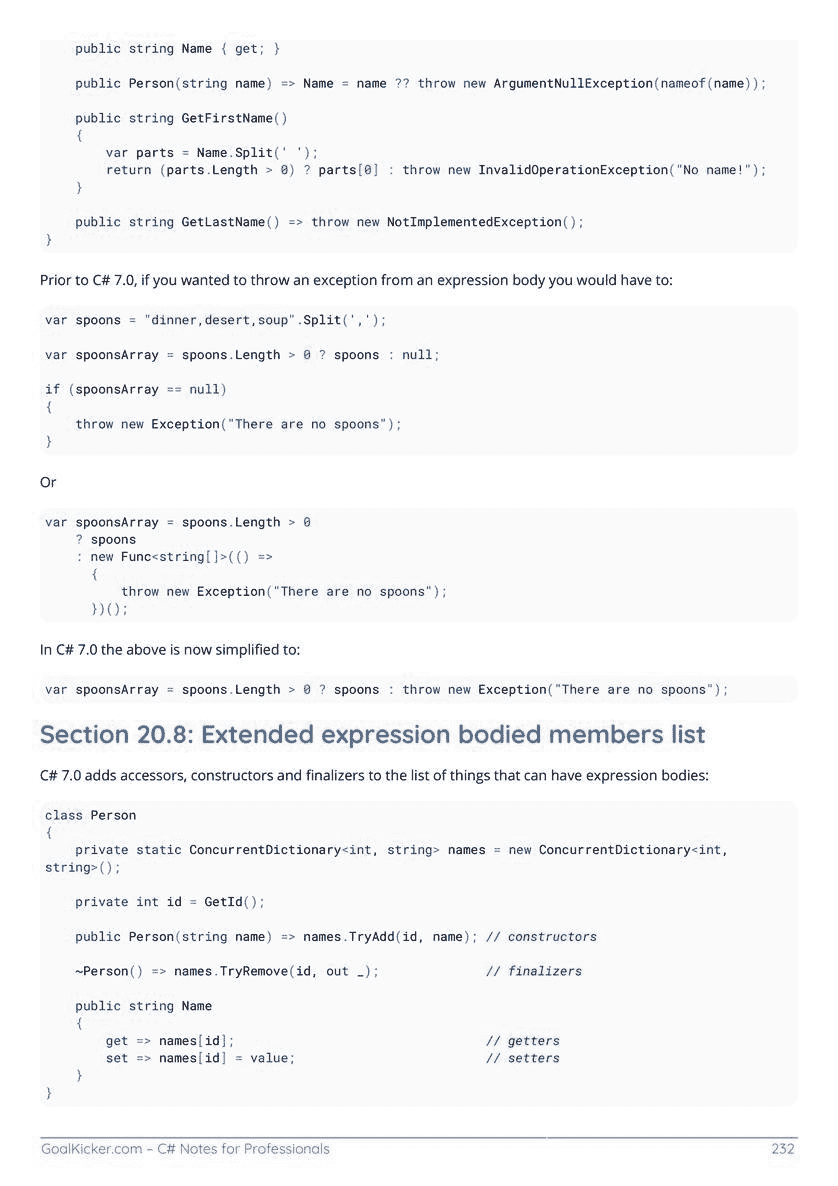 public string Name { get; }

    public Person(string name) => Name = name ?? throw new ArgumentNullException(nameof(name));

    public string GetFirstName()
    {
        var parts = Name.Split(' ');
        return (parts.Length > 0) ? parts[0] : throw new InvalidOperationException("No name!");
    }

    public string GetLastName() => throw new NotImplementedException();
}
Prior to C# 7.0, if you wanted to throw an exception from an expression body you would have to:
var spoons = "dinner,desert,soup".Split(',');

var spoonsArray = spoons.Length > 0 ? spoons : null;

if (spoonsArray == null)
{
    throw new Exception("There are no spoons");
}
Or
var spoonsArray = spoons.Length > 0
    ? spoons
    : new Func<string[]>(() =>
      {
          throw new Exception("There are no spoons");
      })();
In C# 7.0 the above is now simplified to:
var spoonsArray = spoons.Length > 0 ? spoons : throw new Exception("There are no spoons");
Section 20.8: Extended expression bodied members list
C# 7.0 adds accessors, constructors and finalizers to the list of things that can have expression bodies:
class Person
{
    private static ConcurrentDictionary<int, string> names = new ConcurrentDictionary<int,
string>();

    private int id = GetId();

    public Person(string name) => names.TryAdd(id, name); // constructors

    ~Person() => names.TryRemove(id, out _);              // finalizers

    public string Name
    {
        get => names[id];                                 // getters
        set => names[id] = value;                         // setters
    }
}
GoalKicker.com – C# Notes for Professionals 232